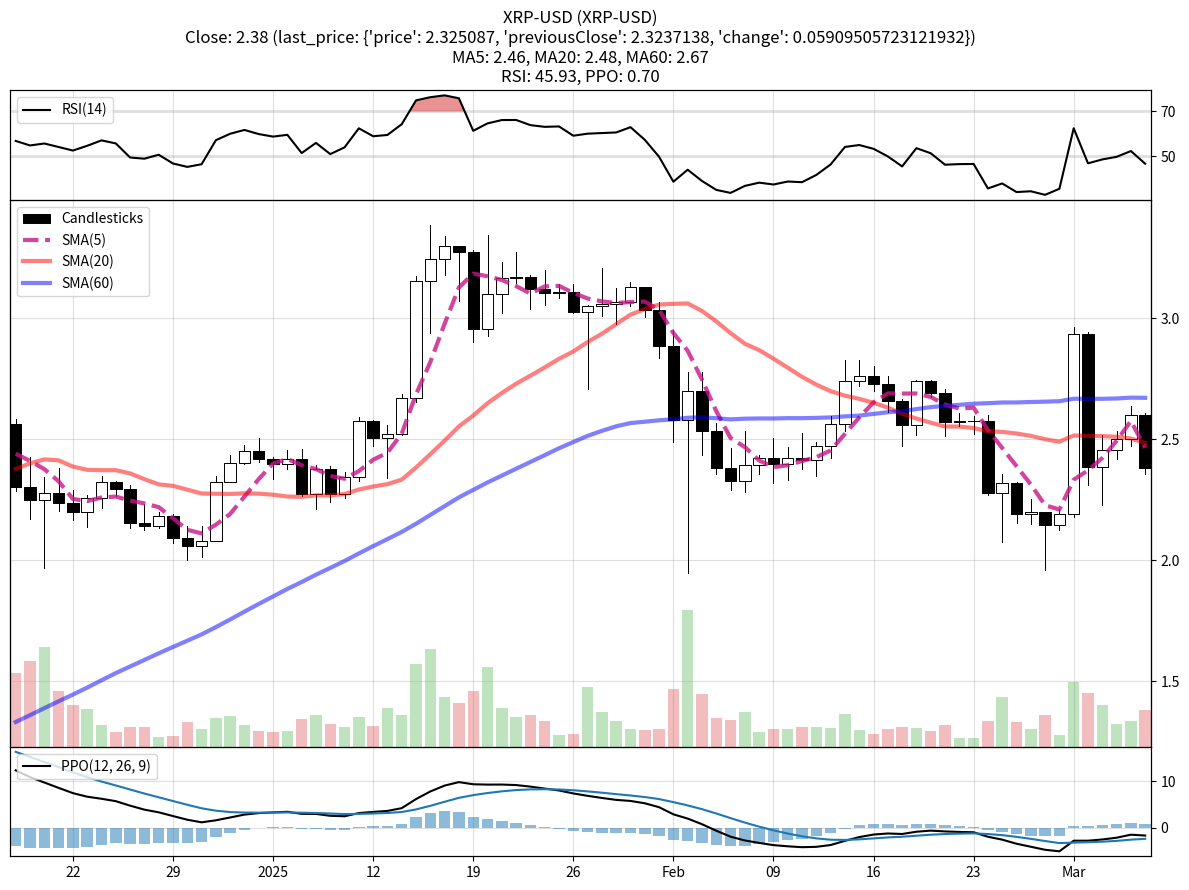 XRP-USD (XRP-USD)
Close: 2.38 (last_price: {'price': 2.325087, 'previousClose': 2.3237138, 'change': 0.05909505723121932})
MA5: 2.46, MA20: 2.48, MA60: 2.67
RSI: 45.93, PPO: 0.70
RSI(14)
70
50
Candlesticks
SMA(5)
SMA(20)
SMA(60)
3.0
2.5
2.0
1.5
PPO(12, 26, 9)
10
0
22 29 2025 12 19 26 Feb 09 16 23 Mar